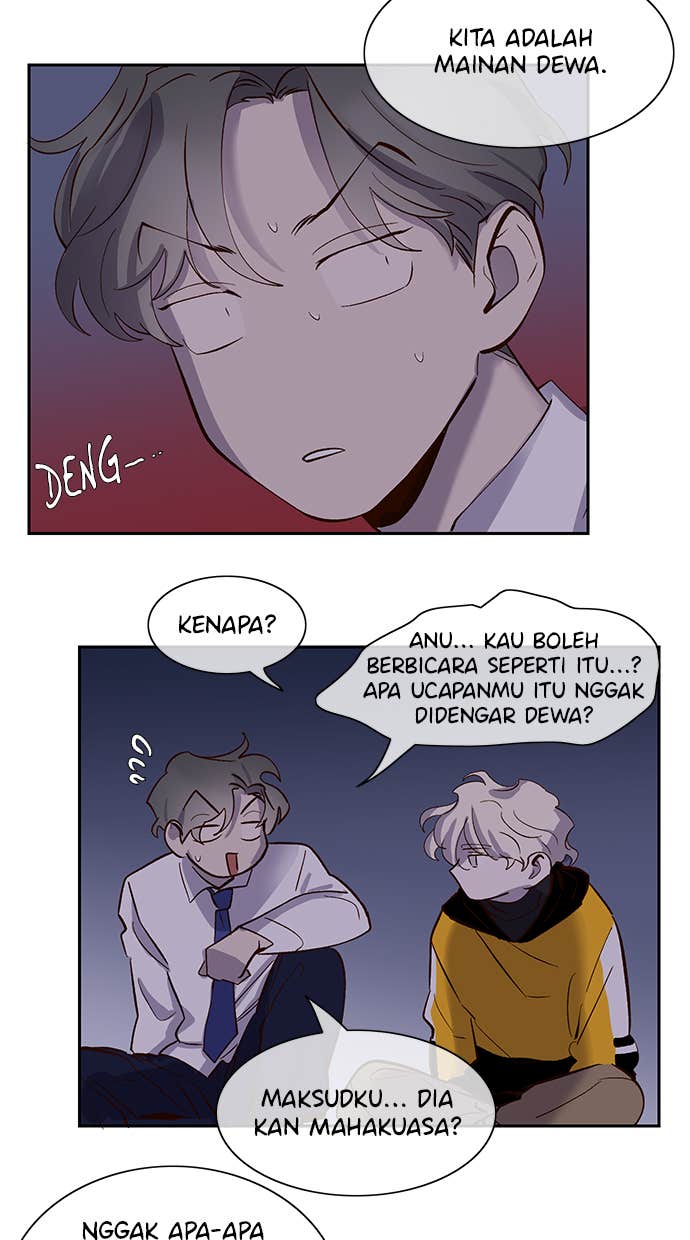 KITA ADALAH
MAINAN DEWA.
DENG~...
KENAPA?
ANU... KAU BOLEH
BERBICARA SEPERTI ITU...?
APA UCAPANMU ITU NGGAK
DIDENGAR DEWA?
MAKSUDKU... DIA
KAN MAHAKUASA?
NGGAK APA-APA